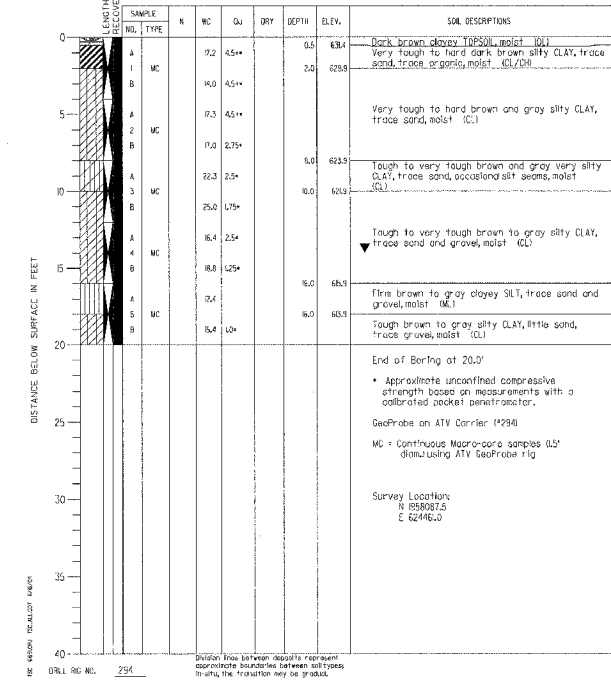 LENGTH
RECOVERY
SAMPLE
NO. TYPE N WC Qu DRY DEPTH ELEV. SOIL DESCRIPTIONS
0
0.5 631.4 Dark brown clayey TOPSOIL, moist (OL)
A 17.2 4.5+* Very tough to hard dark brown silty CLAY, trace
1 MC 2.0 629.9 sand, trace organic, moist (CL/CH)
B 14.0 4.5+*
5
A 17.3 4.5+* Very tough to hard brown and gray silty CLAY,
2 MC trace sand, moist (CL)
B 17.0 2.75*
8.0 623.9
A 22.3 2.5* Tough to very tough brown and gray very silty
CLAY, trace sand, occasional silt seams, moist
10 3 MC 10.0 621.9 (CL)
B 25.0 1.75*
A 16.4 2.5* Tough to very tough brown to gray silty CLAY,
4 MC trace sand and gravel, moist (CL)
15 B 18.8 1.25*
16.0 615.9
A 12.4 Firm brown to gray clayey SILT, trace sand and
5 MC 18.0 613.9 gravel, moist (ML)
B 15.4 1.0* Tough brown to gray silty CLAY, little sand,
trace gravel, moist (CL)
20
End of Boring at 20.0'
* Approximate unconfined compressive
strength based on measurements with a
calibrated pocket penetrometer.
25
GeoProbe on ATV Carrier (#294)
MC = Continuous Macro-core samples (1.5"
diam.) using ATV GeoProbe rig
30
Survey Location:
N 1958087.5
35
40
DISTANCE BELOW SURFACE IN FEET
DRILL RIG NO. 294
Division lines between deposits represent
approximate boundaries between soil types;
in-situ, the transition may be gradual.